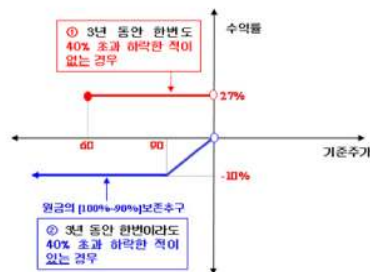 ① 3년 동안 한번도
40% 초과 하락한 적이
없는 경우
수익률
27%
60
90
기준주가
-10%
원금의 [100%~90%]보존추구
② 3년 동안 한번이라도
40% 초과 하락한 적이
있는 경우